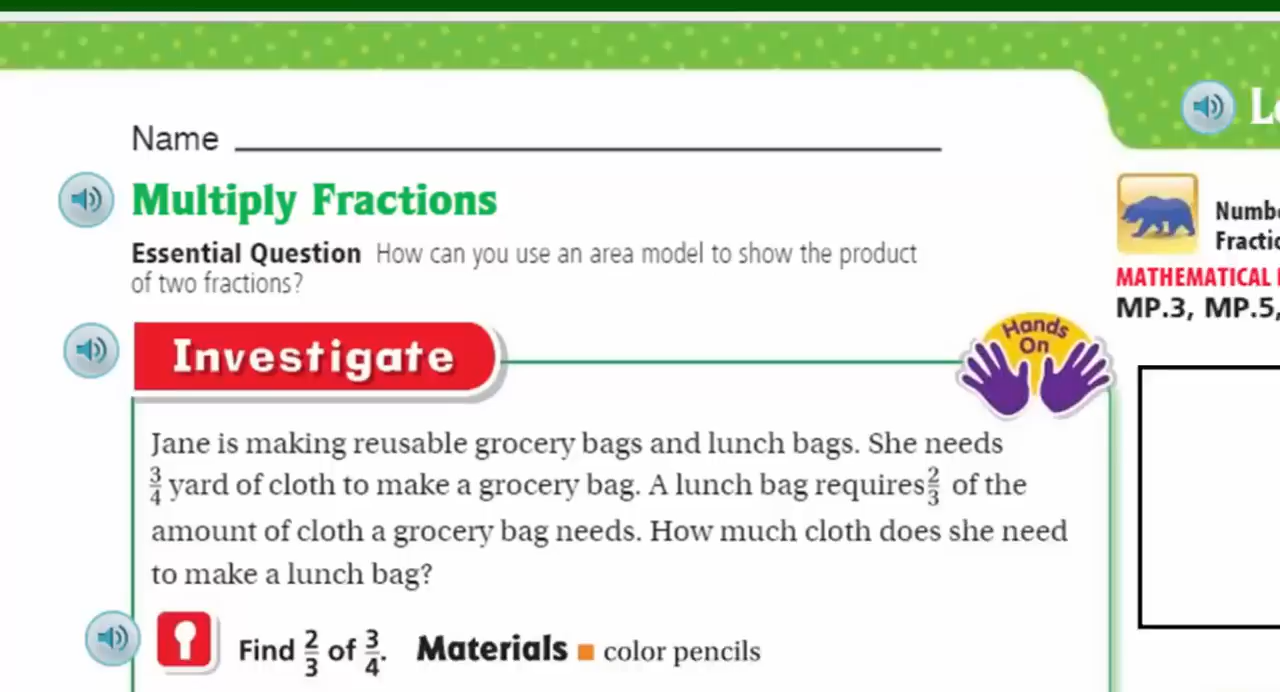 Name
Multiply Fractions
Essential Question How can you use an area model to show the product
of two fractions?
Hands
On
Investigate
Jane is making reusable grocery bags and lunch bags. She needs
3/4 yard of cloth to make a grocery bag. A lunch bag requires 2/3 of the
amount of cloth a grocery bag needs. How much cloth does she need
to make a lunch bag?
Find 2/3 of 3/4. Materials ■ color pencils
MATHEMATICAL
MP.3, MP.5,